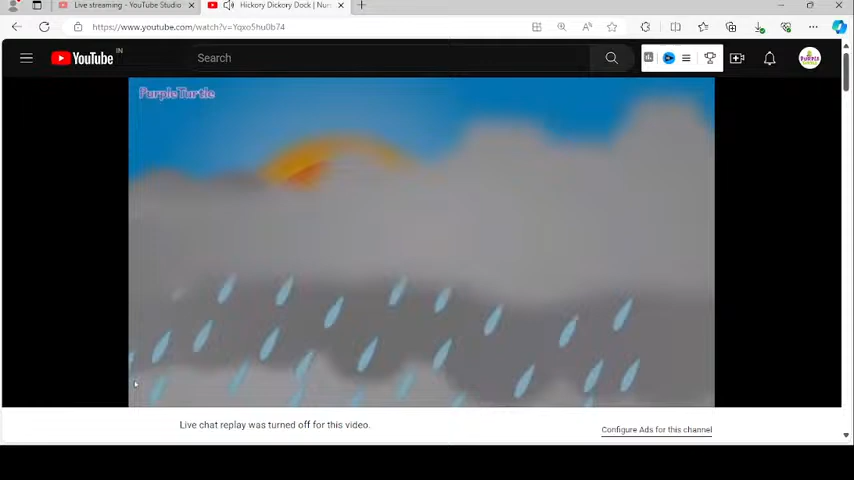 Live streaming - YouTube Studio
Hickory Dickory Dock | Nurs
https://www.youtube.com/watch?v=Yqxo5hu0b74
YouTube IN
Search
PurpleTurtle
Live chat replay was turned off for this video.
Configure Ads for this channel